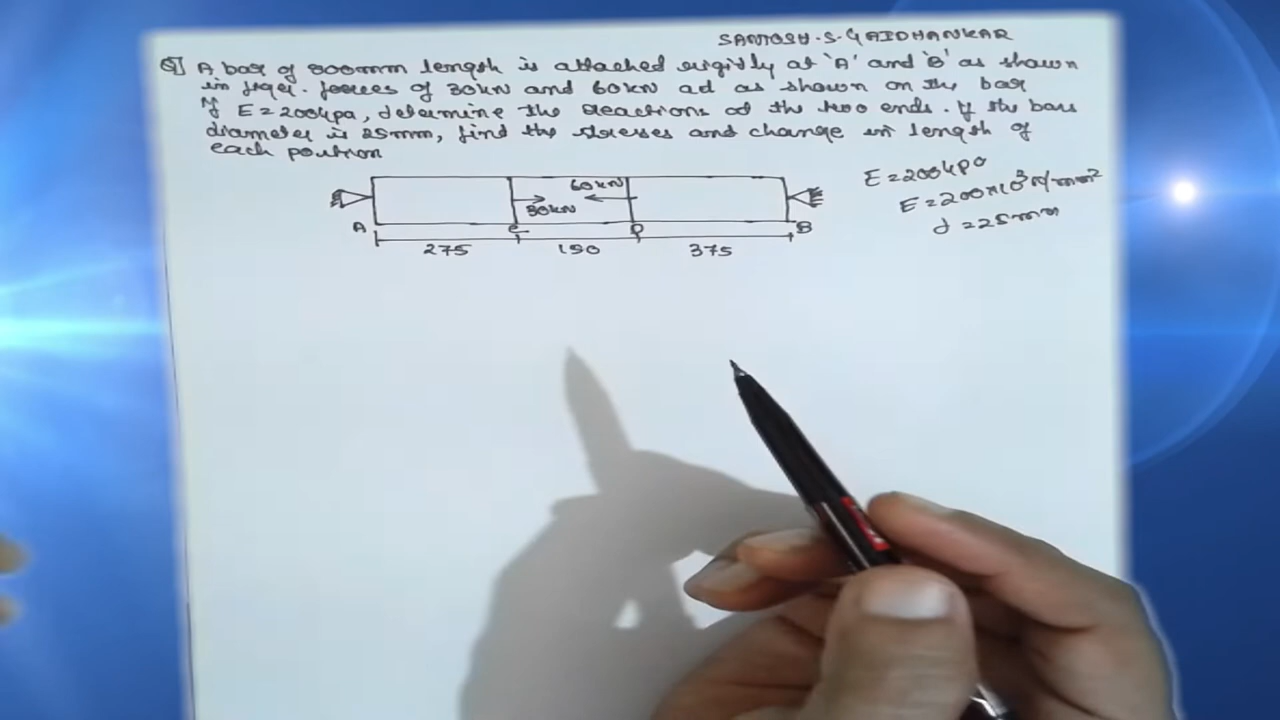 SANTOSH.S.GAIDHANKAR
Q] A bar of 800mm length is attached rigidly at 'A' and 'B' as shown
in fige. forces of 30kN and 60kN act as shown on the bar
If E=200Gpa, determine the Reactions at the two ends. If the bar
diameter is 25mm, find the stresses and change in length of
each portion
E=200Gpa
E=200x10³N/mm²
d=25mm
60kN
30kN
A C D B
275 150 375